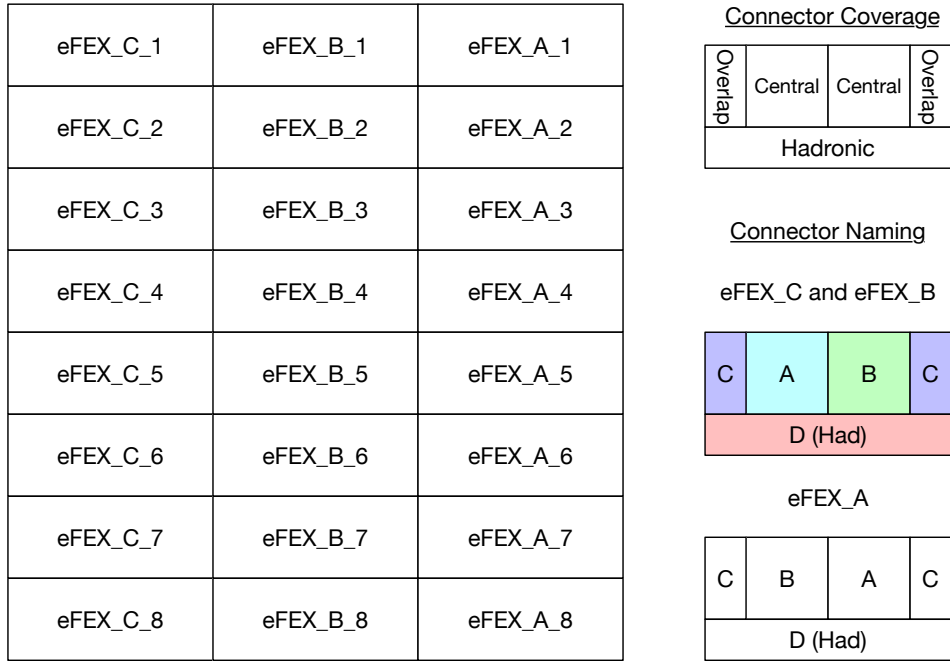 eFEX_C_1 eFEX_B_1 eFEX_A_1
eFEX_C_2 eFEX_B_2 eFEX_A_2
eFEX_C_3 eFEX_B_3 eFEX_A_3
eFEX_C_4 eFEX_B_4 eFEX_A_4
eFEX_C_5 eFEX_B_5 eFEX_A_5
eFEX_C_6 eFEX_B_6 eFEX_A_6
eFEX_C_7 eFEX_B_7 eFEX_A_7
eFEX_C_8 eFEX_B_8 eFEX_A_8
Connector Coverage
Overlap Central Central Overlap
Hadronic
Connector Naming
eFEX_C and eFEX_B
C A B C
D (Had)
eFEX_A
C B A C
D (Had)